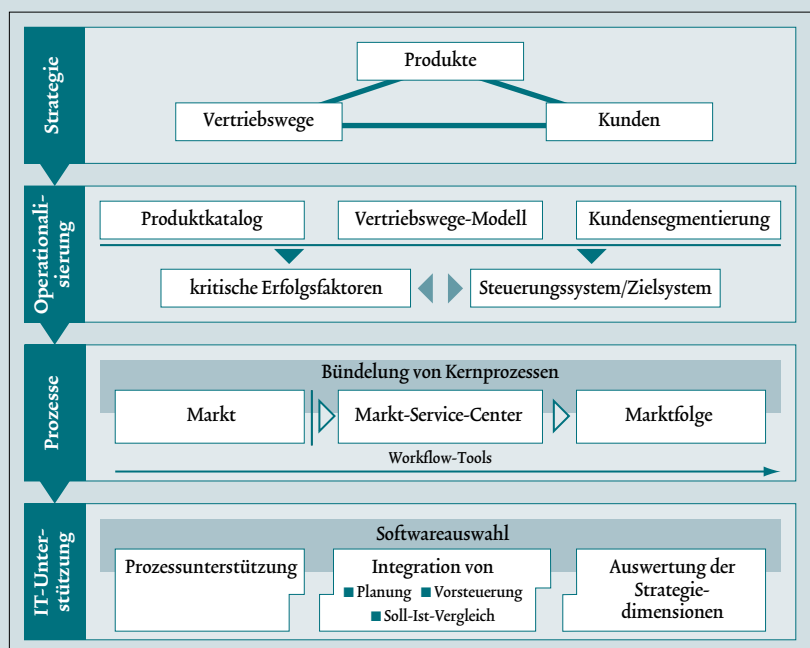 Strategie
Produkte
Vertriebswege
Kunden
Operationali-
sierung
Produktkatalog
Vertriebswege-Modell
Kundensegmentierung
kritische Erfolgsfaktoren
Steuerungssystem/Zielsystem
Prozesse
Bündelung von Kernprozessen
Markt
Markt-Service-Center
Marktfolge
Workflow-Tools
IT-Unter-
stützung
Softwareauswahl
Prozessunterstützung
Integration von
Planung
Vorsteuerung
Soll-Ist-Vergleich
Auswertung der
Strategie-
dimensionen